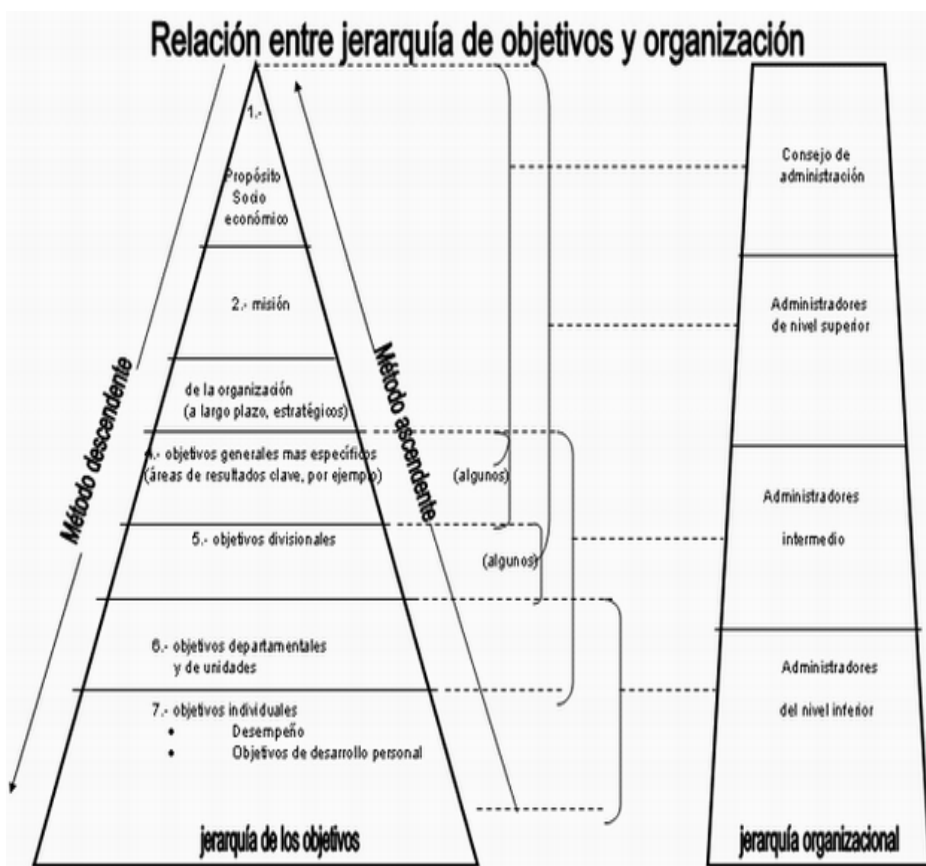 Relación entre jerarquía de objetivos y organización
1.-
Propósito
Socio
económico
2.- misión
de la organización
(a largo plazo, estratégicos)
4.- objetivos generales mas específicos
(áreas de resultados clave, por ejemplo)
5.- objetivos divisionales
6.- objetivos departamentales
y de unidades
7.- objetivos individuales
• Desempeño
• Objetivos de desarrollo personal
jerarquía de los objetivos
Método descendente
Método ascendente
(algunos)
(algunos)
Consejo de
administración
Administradores
de nivel superior
Administradores
intermedio
Administradores
del nivel inferior
jerarquía organizacional